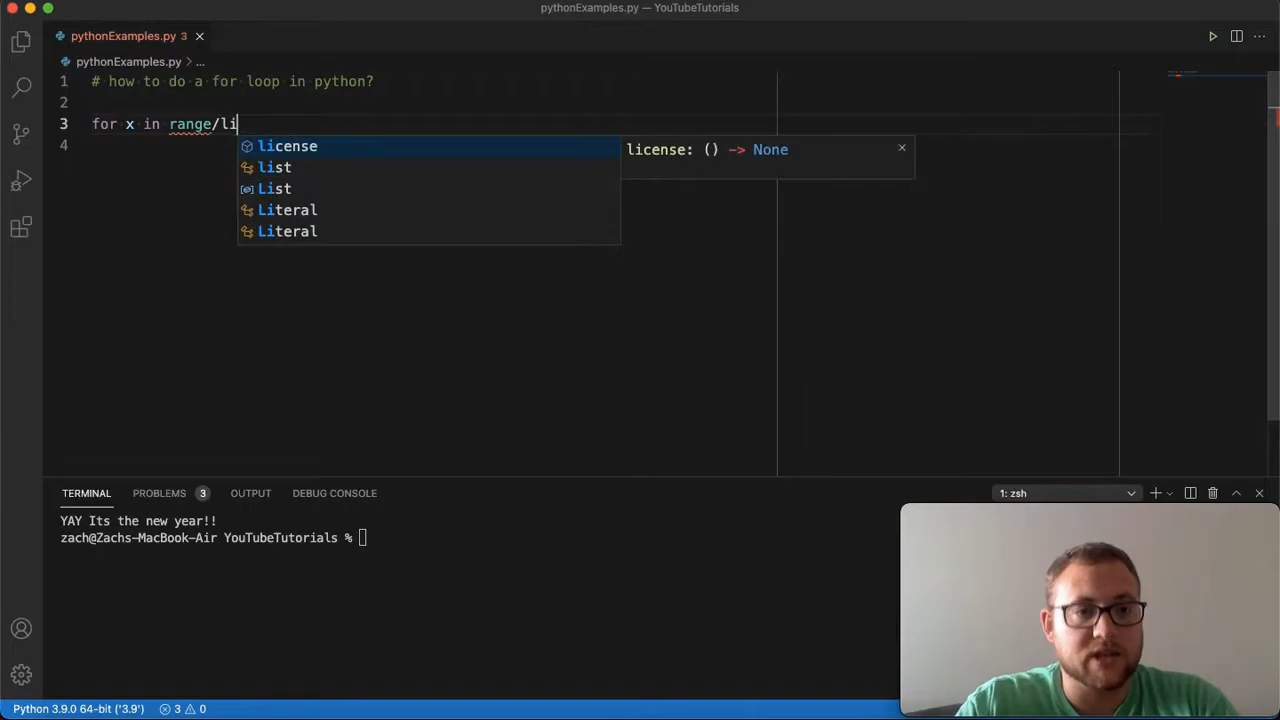 pythonExamples.py — YouTubeTutorials
pythonExamples.py 3
pythonExamples.py > ...
1 # how to do a for loop in python?
2
3 for x in range/li
4
license
list
List
Literal
Literal
license: () -> None
TERMINAL PROBLEMS 3 OUTPUT DEBUG CONSOLE 1: zsh
YAY Its the new year!!
zach@Zachs-MacBook-Air YouTubeTutorials %
Python 3.9.0 64-bit ('3.9') 3 0